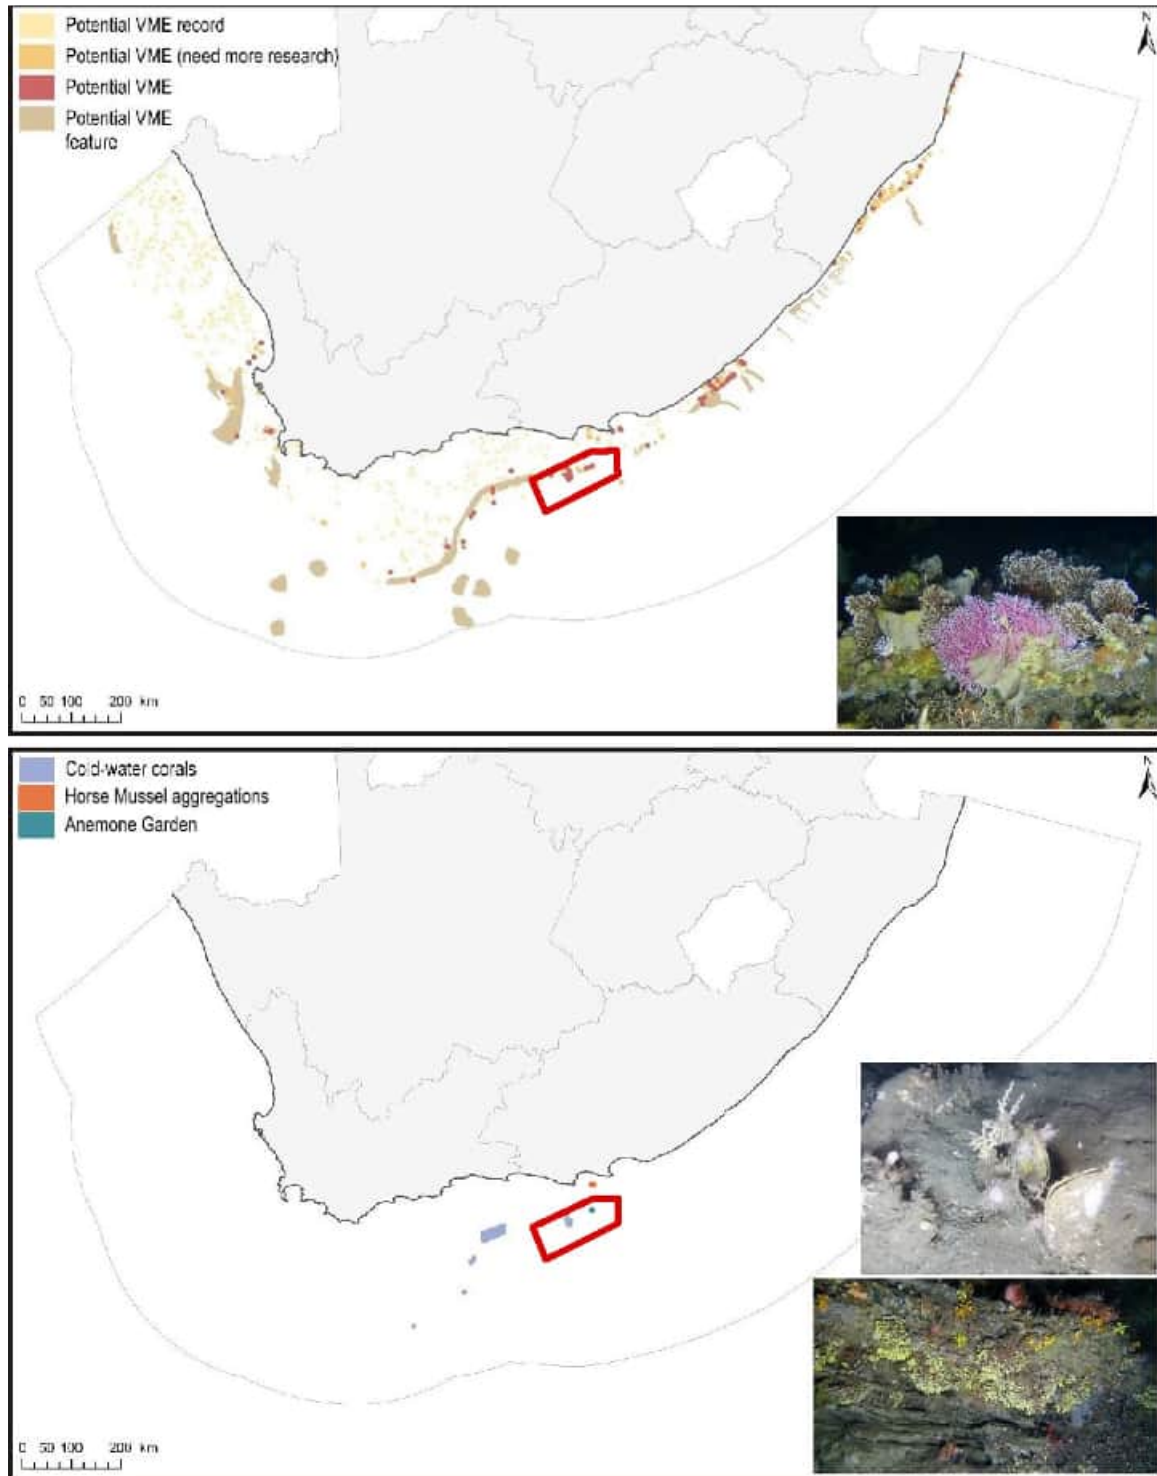 Potential VME record
Potential VME (need more research)
Potential VME
Potential VME
feature
N
0 50 100 200 km
Cold-water corals
Horse Mussel aggregations
Anemone Garden
N
0 50 100 200 km